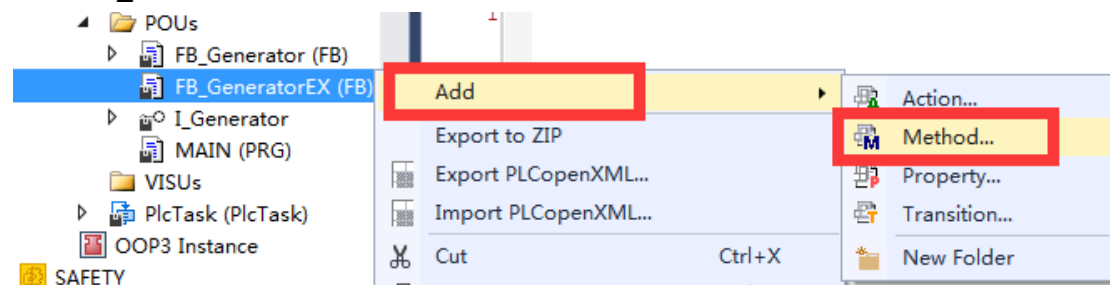 POUs
1
FB_Generator (FB)
FB_GeneratorEX (FB)
Add
Action...
I_Generator
Export to ZIP
Method...
MAIN (PRG)
Export PLCopenXML...
Property...
VISUs
Import PLCopenXML...
Transition...
PlcTask (PlcTask)
OOP3 Instance
Cut
Ctrl+X
New Folder
SAFETY